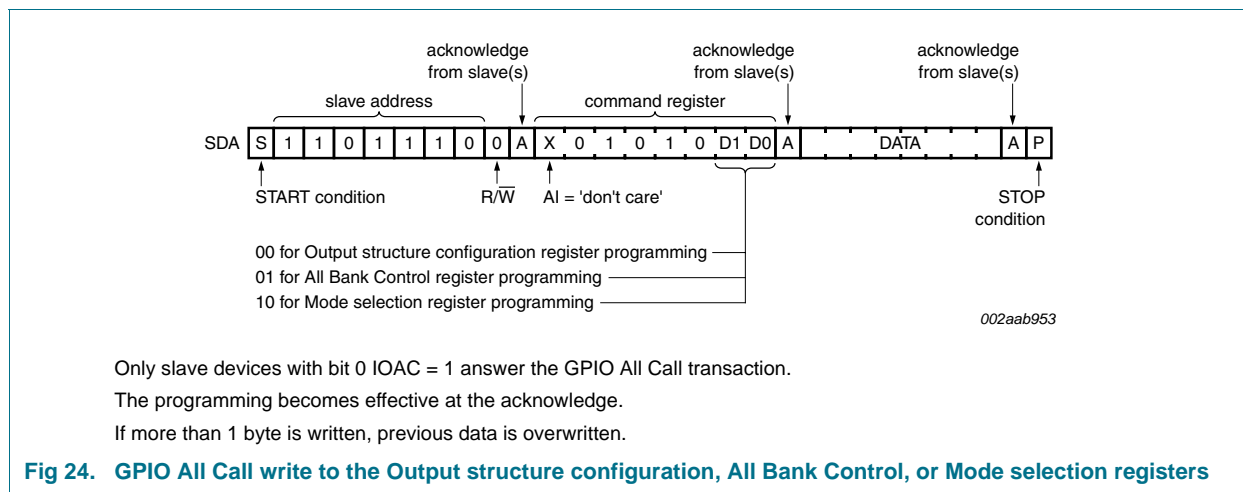 acknowledge acknowledge acknowledge
from slave(s) from slave(s) from slave(s)
slave address command register
SDA S 1 1 0 1 1 1 0 0 A X 0 1 0 1 0 D1 D0 A DATA A P
START condition R/W̅ AI = 'don't care' STOP
condition
00 for Output structure configuration register programming
01 for All Bank Control register programming
10 for Mode selection register programming
002aab953
Only slave devices with bit 0 IOAC = 1 answer the GPIO All Call transaction.
The programming becomes effective at the acknowledge.
If more than 1 byte is written, previous data is overwritten.
Fig 24. GPIO All Call write to the Output structure configuration, All Bank Control, or Mode selection registers